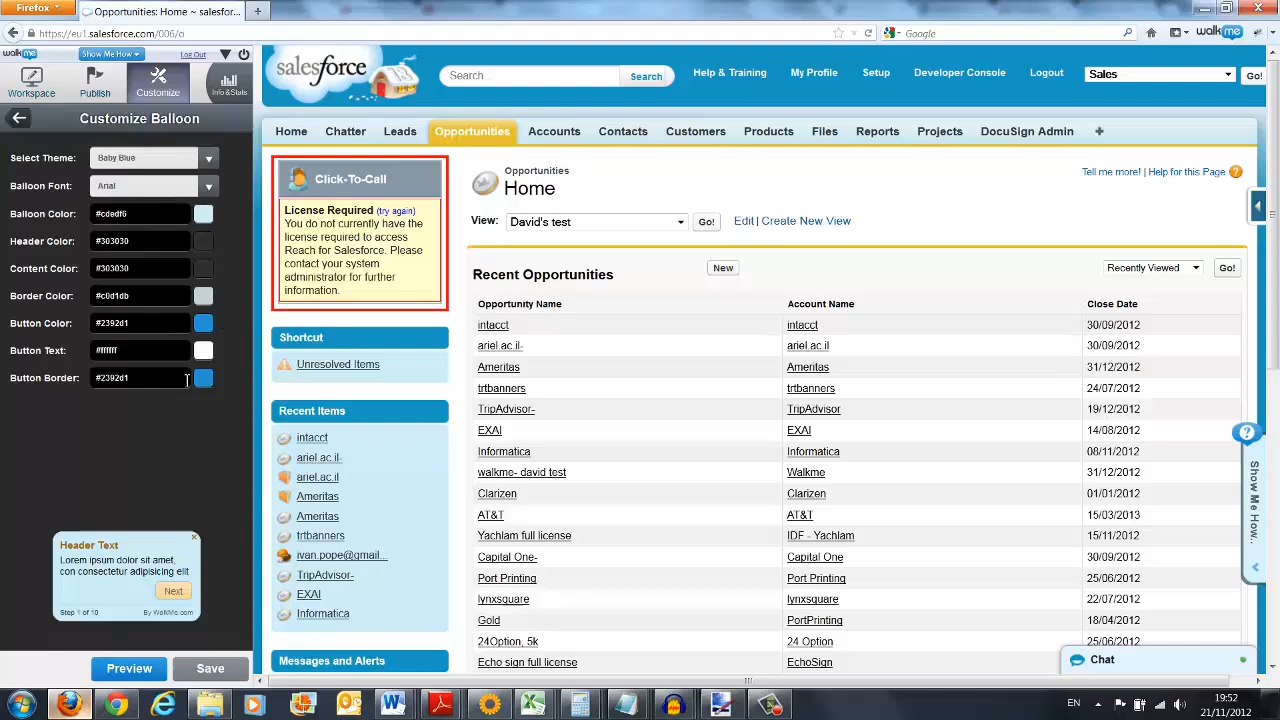 Firefox
Opportunities: Home ~ salesfor...
https://eu1.salesforce.com/006/o
Google
walkme
walkme
Show Me How
Log Out
Workspace
Publish
Customize
Info&Stats
Customize Balloon
Select Theme: Baby Blue
Balloon Font: Arial
Balloon Color: #cdedf6
Header Color: #303030
Content Color: #303030
Border Color: #c0d1db
Button Color: #2392d1
Button Text: #ffffff
Button Border: #2392d1
Header Text
Lorem ipsum dolor sit amet,
con consectetur adipisicing elit
Next
Step 1 of 10
By WalkMe.com
Preview
Save
salesforce
Search...
Search
Help & Training
My Profile
Setup
Developer Console
Logout
Sales
Go!
Home
Chatter
Leads
Opportunities
Accounts
Contacts
Customers
Products
Files
Reports
Projects
DocuSign Admin
Click-To-Call
License Required (try again)
You do not currently have the
license required to access
Reach for Salesforce. Please
contact your system
administrator for further
information.
Shortcut
Unresolved Items
Recent Items
intacct
ariel.ac.il-
ariel.ac.il
Ameritas
Ameritas
trtbanners
ivan.pope@gmail...
TripAdvisor-
EXAI
Informatica
Messages and Alerts
Opportunities
Home
Tell me more! | Help for this Page
View: David's test
Go!
Edit | Create New View
Recent Opportunities
New
Recently Viewed
Go!
Opportunity Name Account Name Close Date
intacct intacct 30/09/2012
ariel.ac.il- ariel.ac.il 30/09/2012
Ameritas Ameritas 31/12/2012
trtbanners trtbanners 24/07/2012
TripAdvisor- TripAdvisor 19/12/2012
EXAI EXAI 14/08/2012
Informatica Informatica 08/11/2012
walkme- david test Walkme 31/12/2012
Clarizen Clarizen 01/01/2012
AT&T AT&T 15/03/2013
Yachlam full license IDF - Yachlam 15/11/2012
Capital One- Capital One 30/09/2012
Port Printing Port Printing 25/06/2012
lynxsquare lynxsquare 22/07/2012
Gold PortPrinting 18/04/2012
24Option, 5k 24 Option 25/06/2012
Echo sign full license EchoSign
Show Me How..
Chat
EN
19:52
21/11/2012